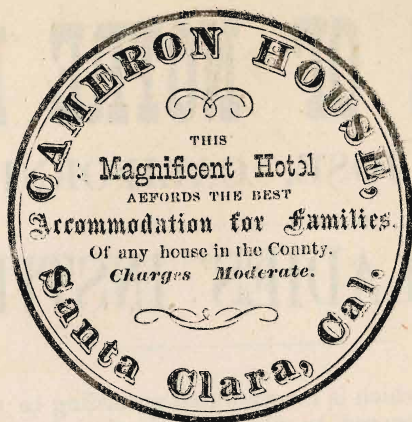 CAMERON HOUSE,
THIS
Magnificent Hotel
AEFORDS THE BEST
Accommodation for Families.
Of any house in the County.
Charges Moderate.
Santa Clara, Cal.